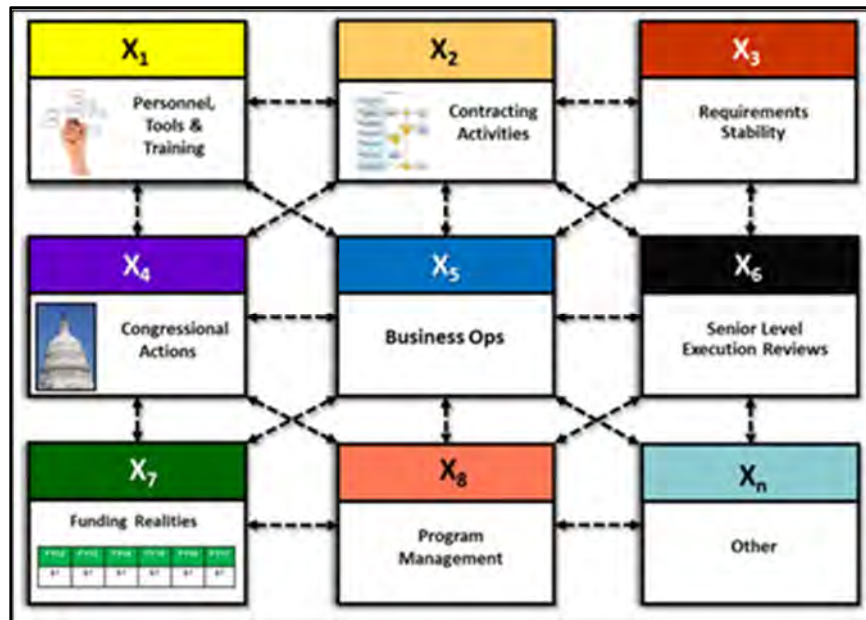 X1
Personnel,
Tools &
Training
X2
Contracting
Activities
X3
Requirements
Stability
X4
Congressional
Actions
X5
Business Ops
X6
Senior Level
Execution Reviews
X7
Funding Realities
X8
Program
Management
Xn
Other